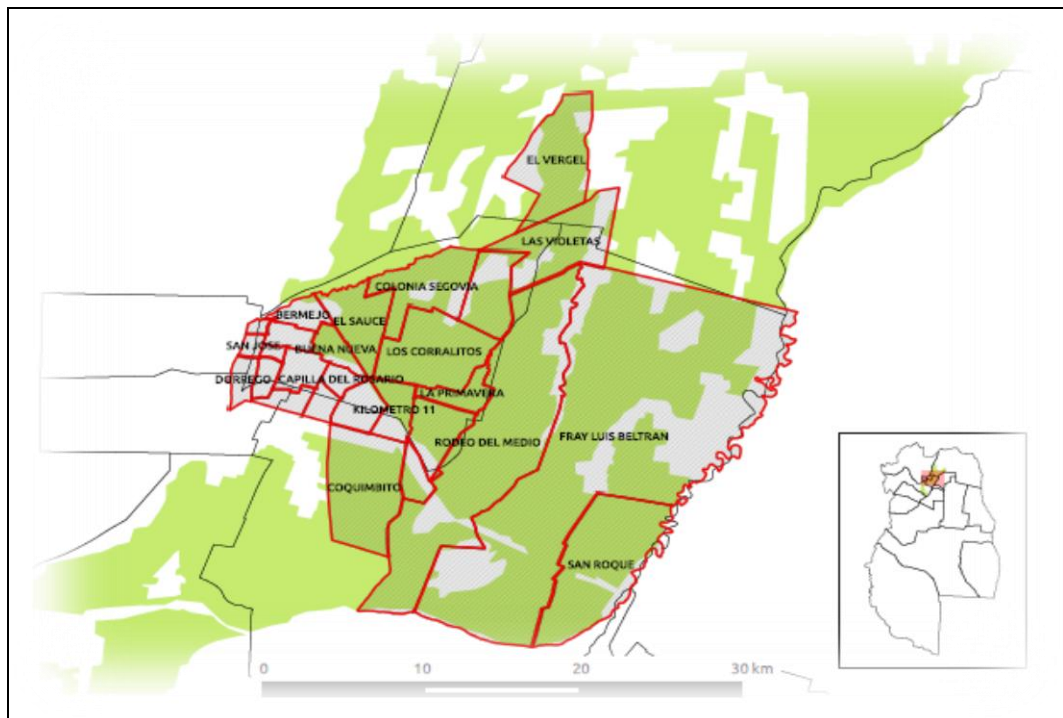 EL VERGEL
LAS VIOLETAS
COLONIA SEGOVIA
BERMEJO
EL SAUCE
SAN JOSE
BUENA NUEVA
LOS CORRALITOS
DORREGO
CAPILLA DEL ROSARIO
LA PRIMAVERA
KILOMETRO 11
RODEO DEL MEDIO
FRAY LUIS BELTRAN
COQUIMBITO
SAN ROQUE
0 10 20 30 km